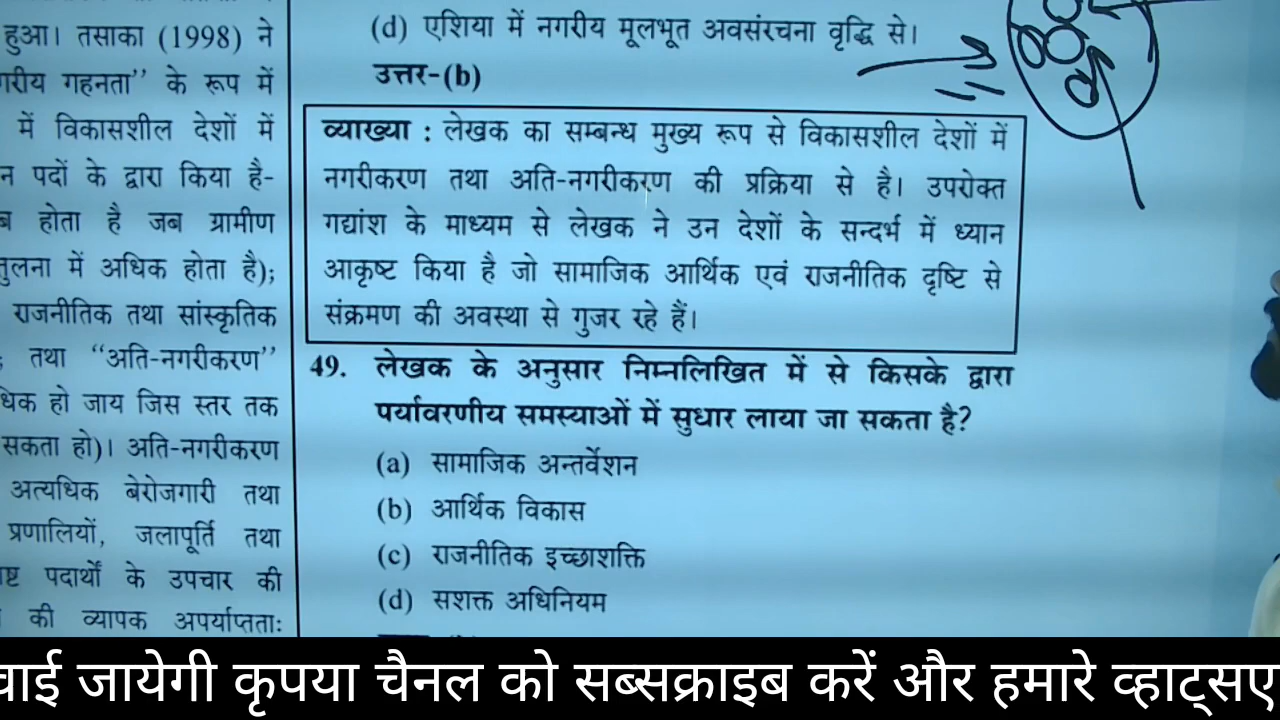 हुआ। तसाका (1998) ने
गहनता” के रूप में
में विकासशील देशों में
पदों के द्वारा किया है-
होता है जब ग्रामीण
में अधिक होता है);
राजनीतिक तथा सांस्कृतिक
तथा “अति-नगरीकरण”
हो जाय जिस स्तर तक
सकता हो)। अति-नगरीकरण
अत्यधिक बेरोजगारी तथा
प्रणालियों, जलापूर्ति तथा
पदार्थों के उपचार की
की व्यापक अपर्याप्तताः
(d) एशिया में नगरीय मूलभूत अवसंरचना वृद्धि से।
उत्तर-(b)
व्याख्या : लेखक का सम्बन्ध मुख्य रूप से विकासशील देशों में
नगरीकरण तथा अति-नगरीकरण की प्रक्रिया से है। उपरोक्त
गद्यांश के माध्यम से लेखक ने उन देशों के सन्दर्भ में ध्यान
आकृष्ट किया है जो सामाजिक आर्थिक एवं राजनीतिक दृष्टि से
संक्रमण की अवस्था से गुजर रहे हैं।
49. लेखक के अनुसार निम्नलिखित में से किसके द्वारा
पर्यावरणीय समस्याओं में सुधार लाया जा सकता है?
(a) सामाजिक अन्तर्वेशन
(b) आर्थिक विकास
(c) राजनीतिक इच्छाशक्ति
(d) सशक्त अधिनियम
जायेगी कृपया चैनल को सब्सक्राइब करें और हमारे